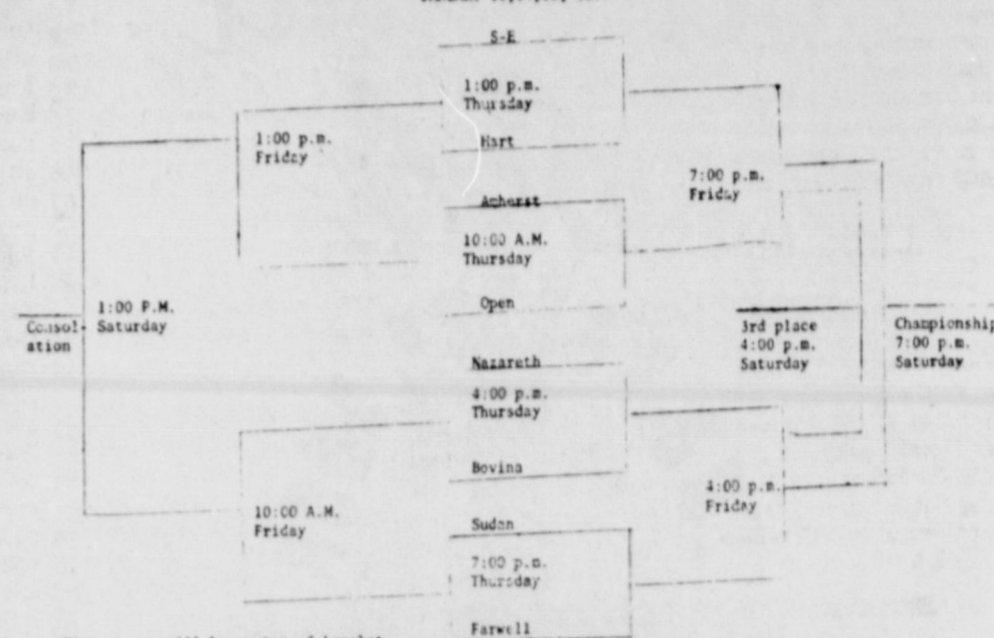 S-E
1:00 p.m.
Thursday
Hart
1:00 p.m.
Friday
Amherst
10:00 A.M.
Thursday
Open
7:00 p.m.
Friday
1:00 P.M.
Saturday
Consol-
ation
3rd place
4:00 p.m.
Saturday
Championship
7:00 p.m.
Saturday
Nazareth
4:00 p.m.
Thursday
Bovina
10:00 A.M.
Friday
4:00 p.m.
Friday
Sudan
7:00 p.m.
Thursday
Farwell